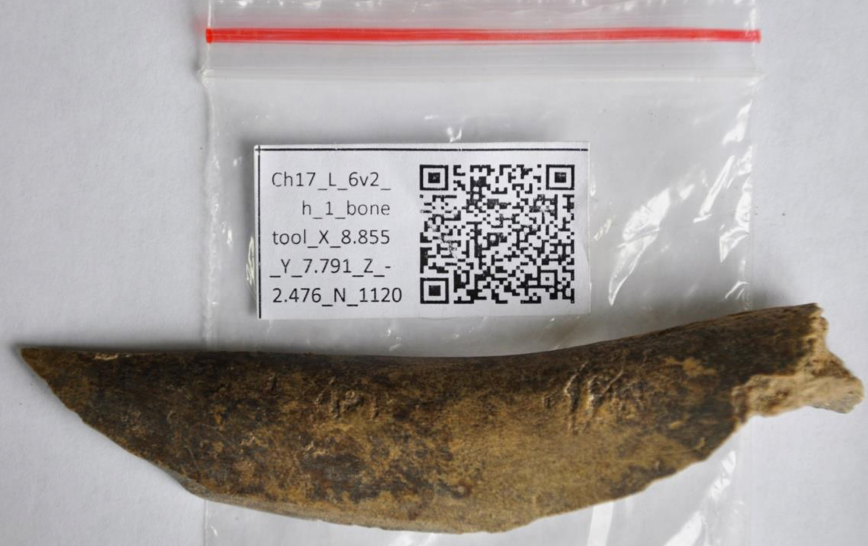 Ch17_L_6v2_
h_1_bone
tool_X_8.855
_Y_7.791_Z_-
2.476_N_1120